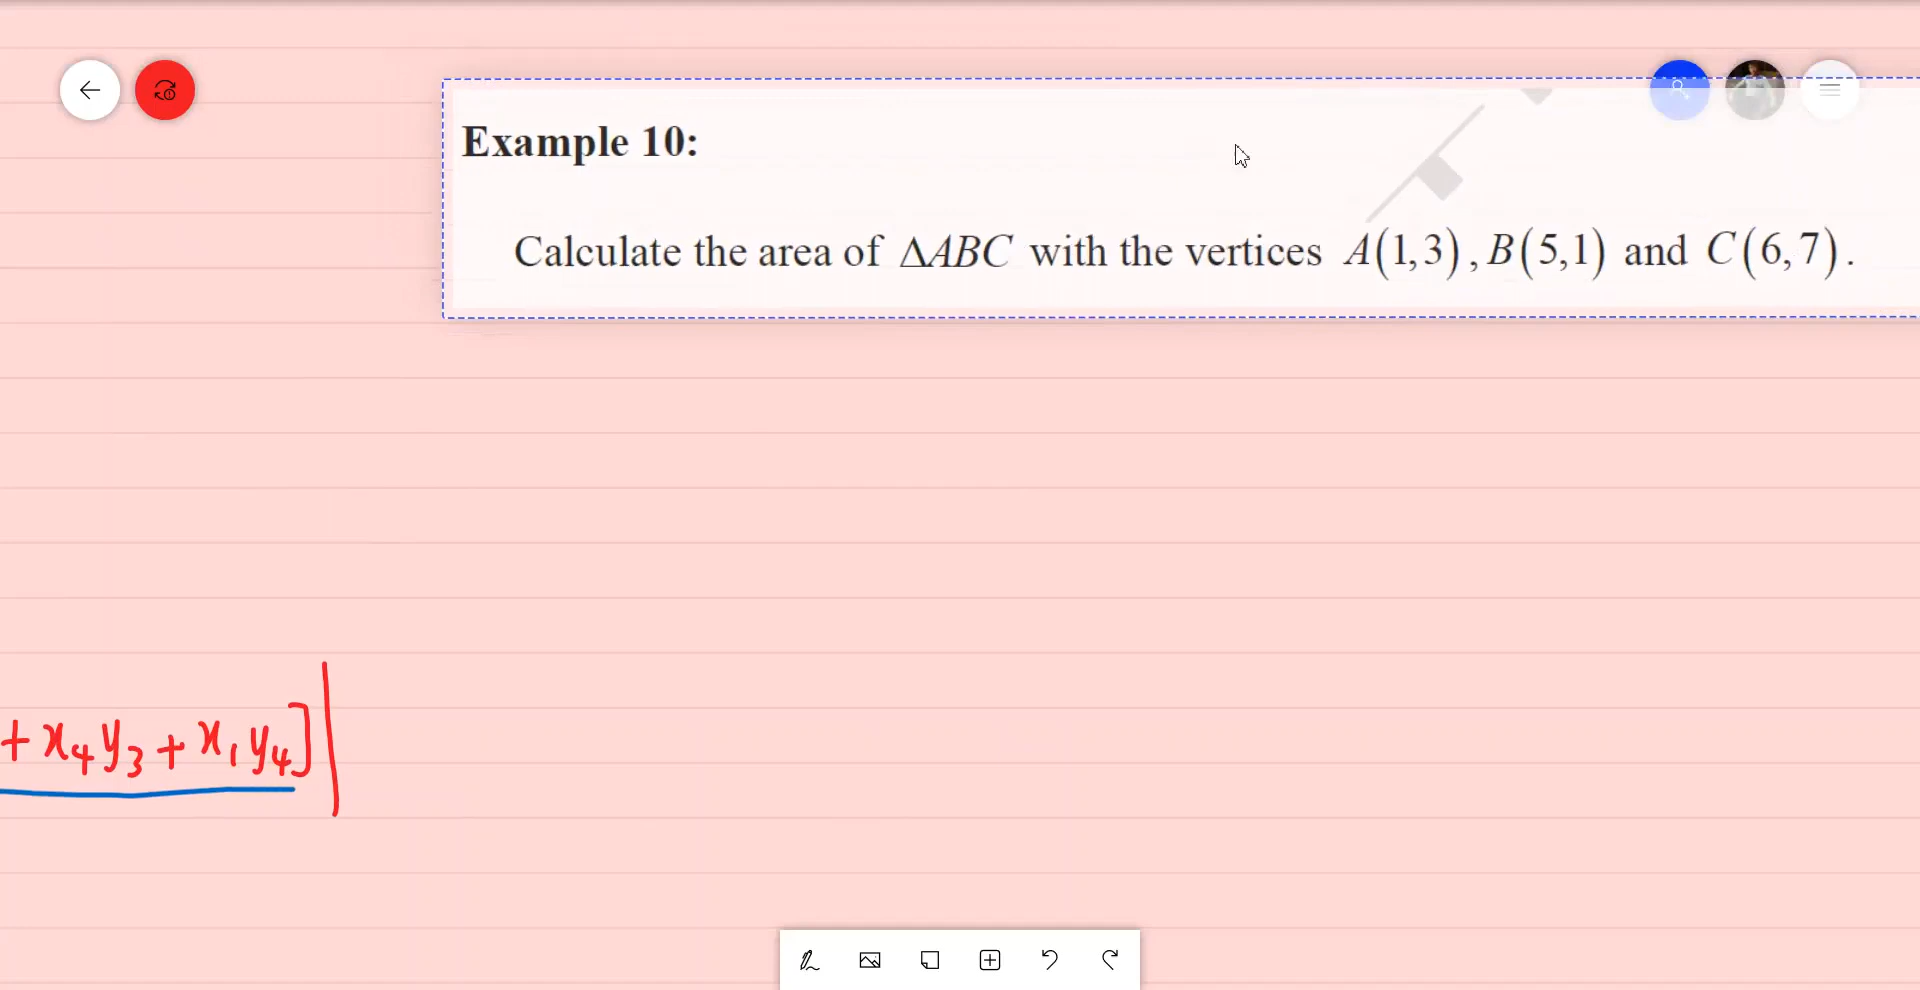 Example 10:
Calculate the area of ΔABC with the vertices A(1,3), B(5,1) and C(6,7).
+ x₄y₃ + x₁y₄]|